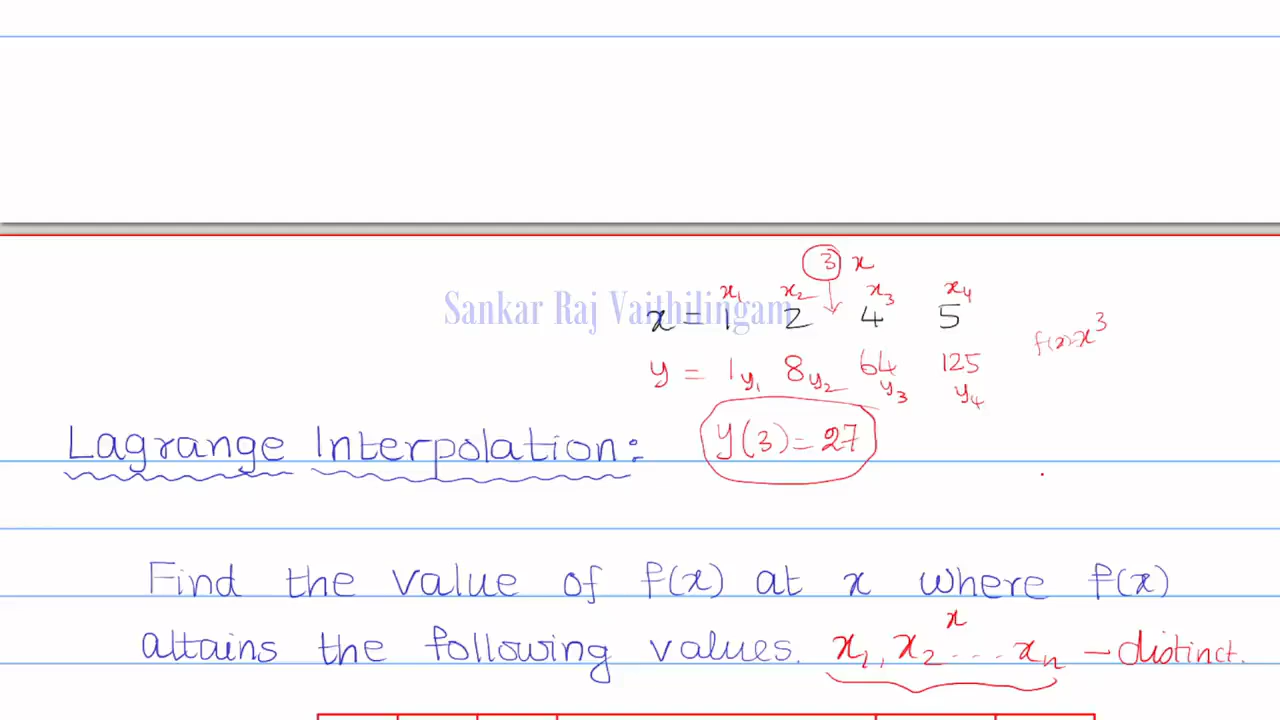 3 x
x₁ x₂ x₃ x₄
Sankar Raj Vaithilingam
x = 1 2 4 5
f(x)=x³
y = 1 8 64 125
y₁ y₂ y₃ y₄
Lagrange Interpolation:
y(3) = 27
Find the value of f(x) at x where f(x)
x
attains the following values. x₁, x₂ ... xₙ – distinct.